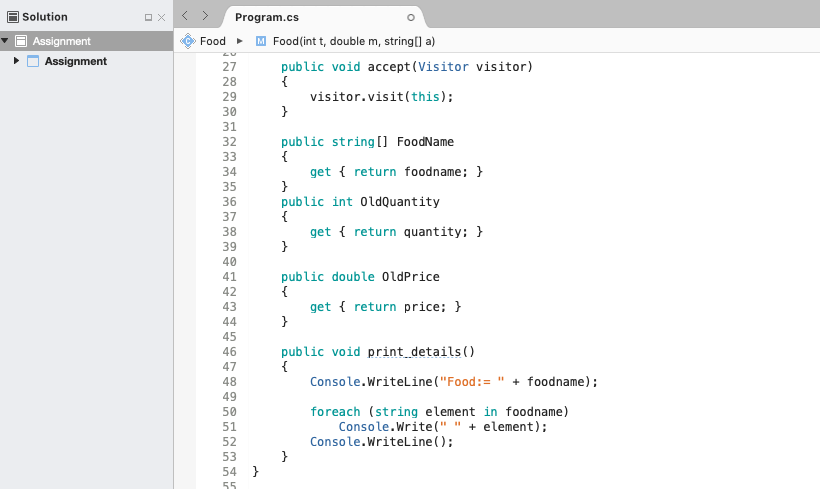 Solution
Assignment
Assignment
Program.cs
Food
Food(int t, double m, string[] a)
26
27 public void accept(Visitor visitor)
28 {
29 visitor.visit(this);
30 }
31
32 public string[] FoodName
33 {
34 get { return foodname; }
35 }
36 public int OldQuantity
37 {
38 get { return quantity; }
39 }
40
41 public double OldPrice
42 {
43 get { return price; }
44 }
45
46 public void print_details()
47 {
48 Console.WriteLine("Food:= " + foodname);
49
50 foreach (string element in foodname)
51 Console.Write(" " + element);
52 Console.WriteLine();
53 }
54 }
55